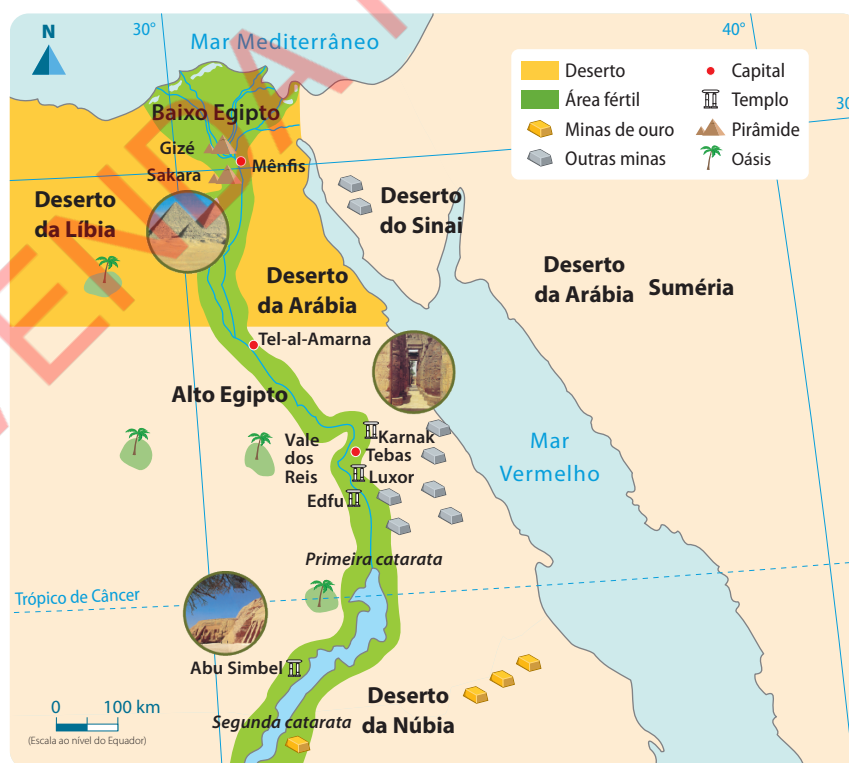 N
30°
Mar Mediterrâneo
40°
30
Deserto
Área fértil
Minas de ouro
Outras minas
Capital
Templo
Pirâmide
Oásis
Baixo Egipto
Gizé
Mênfis
Sakara
Deserto
da Líbia
Deserto
do Sinai
Deserto
da Arábia
Deserto
da Arábia
Suméria
Tel-al-Amarna
Alto Egipto
Mar
Vermelho
Vale
dos
Reis
Karnak
Tebas
Luxor
Edfu
Primeira catarata
Trópico de Câncer
Abu Simbel
Deserto
da Núbia
Segunda catarata
0 100 km
(Escala ao nível do Equador)